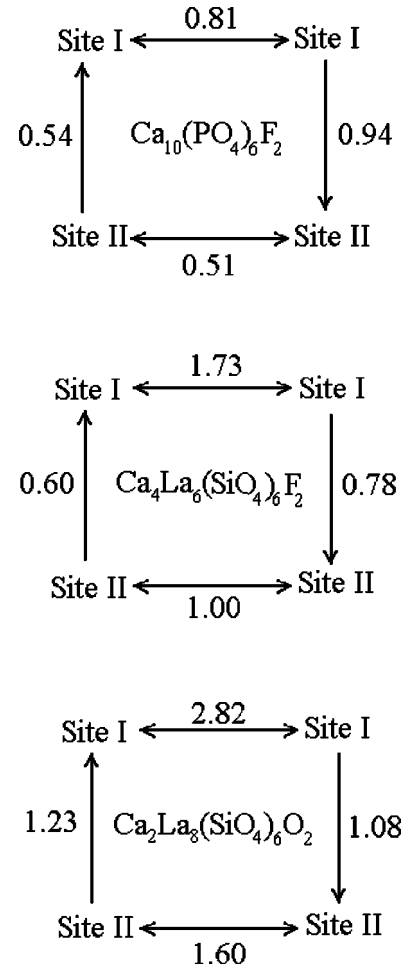 0.81
Site I Site I
0.54 Ca₁₀(PO₄)₆F₂ 0.94
Site II Site II
0.51
1.73
Site I Site I
0.60 Ca₄La₆(SiO₄)₆F₂ 0.78
Site II Site II
1.00
2.82
Site I Site I
1.23 Ca₂La₈(SiO₄)₆O₂ 1.08
Site II Site II
1.60